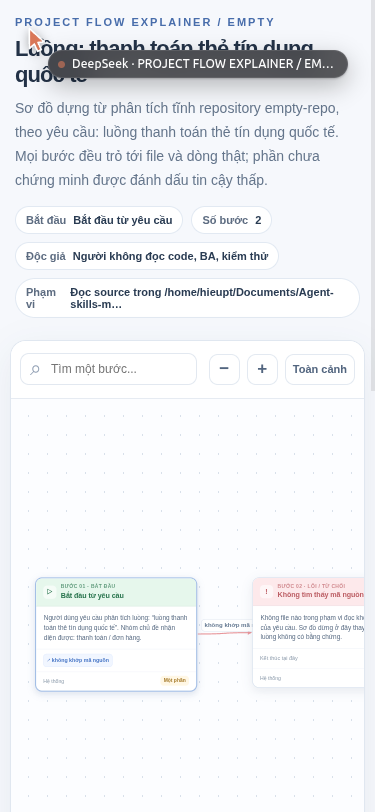 PROJECT FLOW EXPLAINER / EMPTY
Luồng: thanh toán thẻ tín dụng
DeepSeek · PROJECT FLOW EXPLAINER / EM…
quốc tế
Sơ đồ dựng từ phân tích tĩnh repository empty-repo,
theo yêu cầu: luồng thanh toán thẻ tín dụng quốc tế.
Mọi bước đều trỏ tới file và dòng thật; phần chưa
chứng minh được đánh dấu tin cậy thấp.
Bắt đầu Bắt đầu từ yêu cầu
Số bước 2
Độc giả Người không đọc code, BA, kiểm thử
Phạm vi
Đọc source trong /home/hieupt/Documents/Agent-
skills-m…
Tìm một bước...
− + Toàn cảnh
BƯỚC 01 · BẮT ĐẦU
Bắt đầu từ yêu cầu
Người dùng yêu cầu phân tích luồng: "luồng thanh
toán thẻ tín dụng quốc tế". Nhóm chủ đề nhận
diện được: thanh toán / đơn hàng.
không khớp mã nguồn
Hệ thống
Một phần
không khớp mã
BƯỚC 02 · LỖI / TỪ CHỐI
Không tìm thấy mã nguồn
Không file nào trong phạm vi đọc
của yêu cầu. Sơ đồ dừng ở đây
luồng không có bằng chứng.
Kết thúc tại đây
Hệ thống